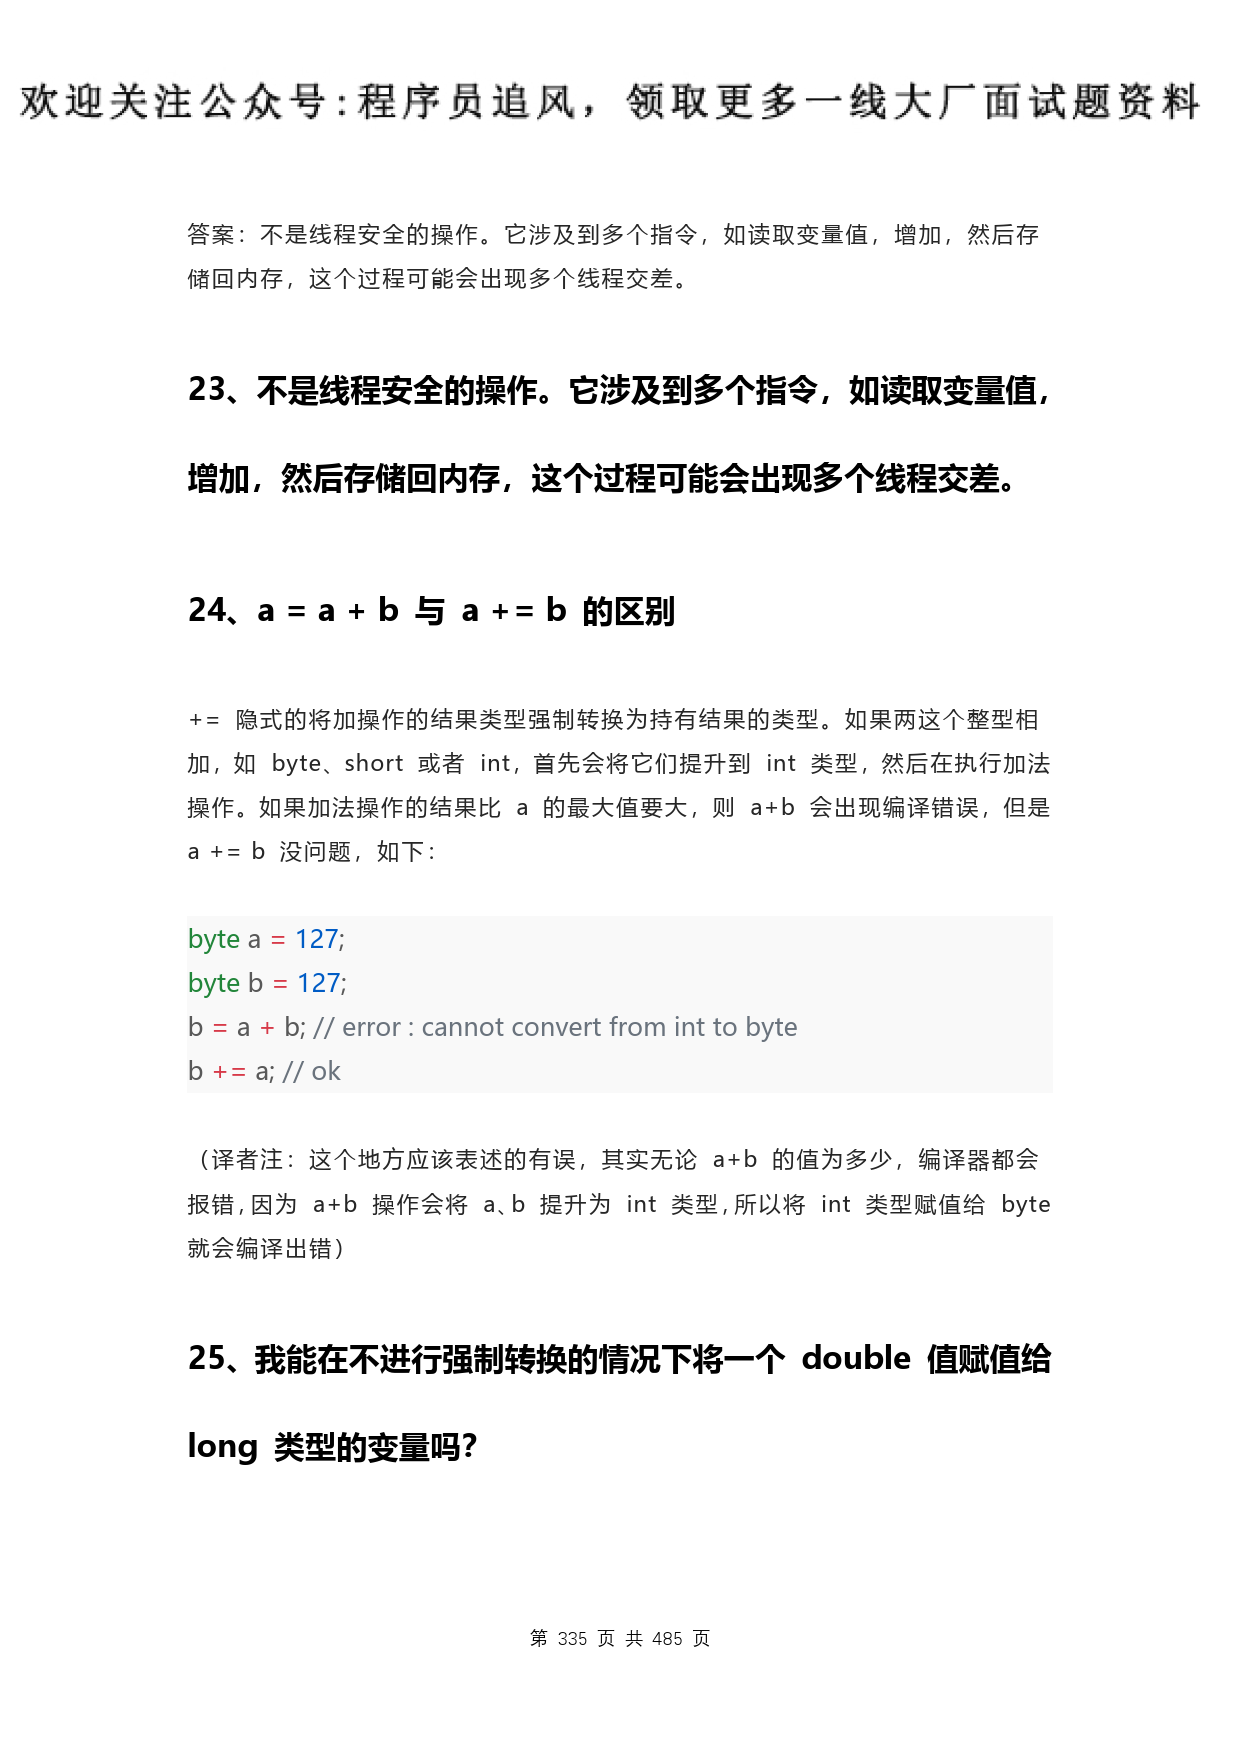 欢迎关注公众号:程序员追风，领取更多一线大厂面试题资料
答案：不是线程安全的操作。它涉及到多个指令，如读取变量值，增加，然后存
储回内存，这个过程可能会出现多个线程交差。
23、不是线程安全的操作。它涉及到多个指令，如读取变量值，
增加，然后存储回内存，这个过程可能会出现多个线程交差。
24、a = a + b 与 a += b 的区别
+= 隐式的将加操作的结果类型强制转换为持有结果的类型。如果两这个整型相
加，如 byte、short 或者 int，首先会将它们提升到 int 类型，然后在执行加法
操作。如果加法操作的结果比 a 的最大值要大，则 a+b 会出现编译错误，但是
a += b 没问题，如下：
byte a = 127;
byte b = 127;
b = a + b; // error : cannot convert from int to byte
b += a; // ok
（译者注：这个地方应该表述的有误，其实无论 a+b 的值为多少，编译器都会
报错，因为 a+b 操作会将 a、b 提升为 int 类型，所以将 int 类型赋值给 byte
就会编译出错）
25、我能在不进行强制转换的情况下将一个 double 值赋值给
long 类型的变量吗？
第 335 页 共 485 页